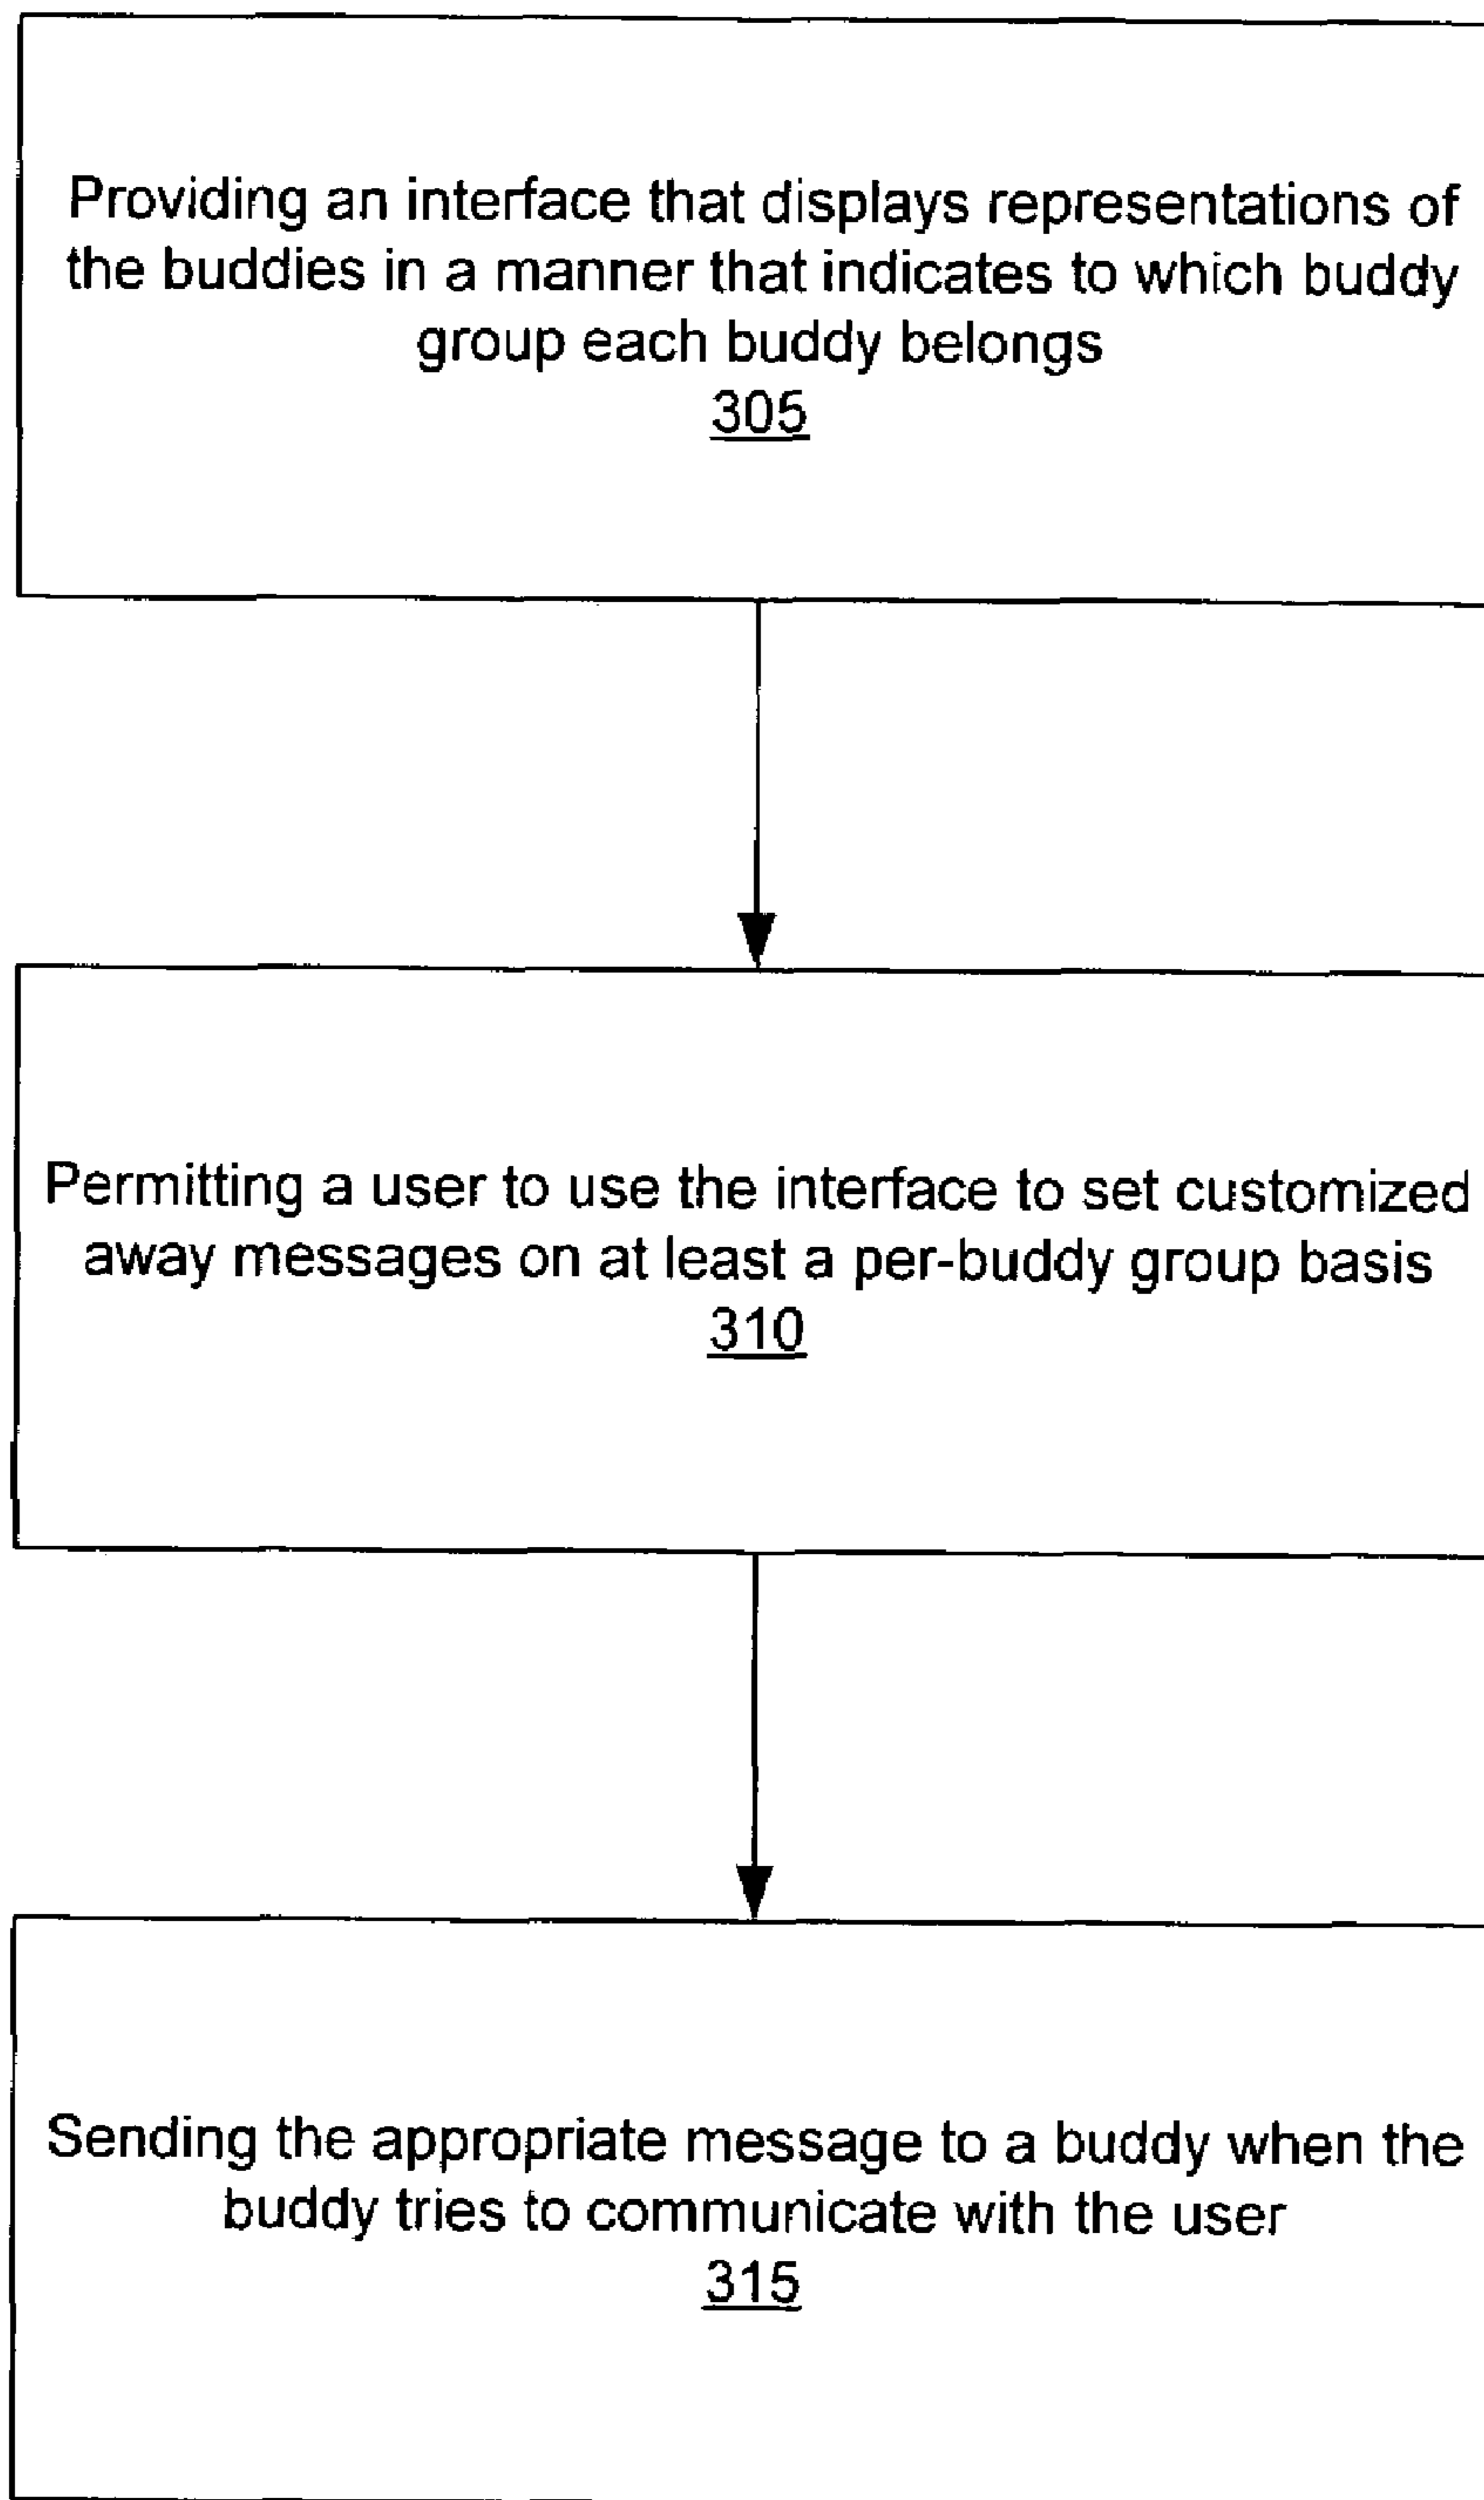 Providing an interface that displays representations of
the buddies in a manner that indicates to which buddy
group each buddy belongs
305
Permitting a user to use the interface to set customized
away messages on at least a per-buddy group basis
310
Sending the appropriate message to a buddy when the
buddy tries to communicate with the user
315